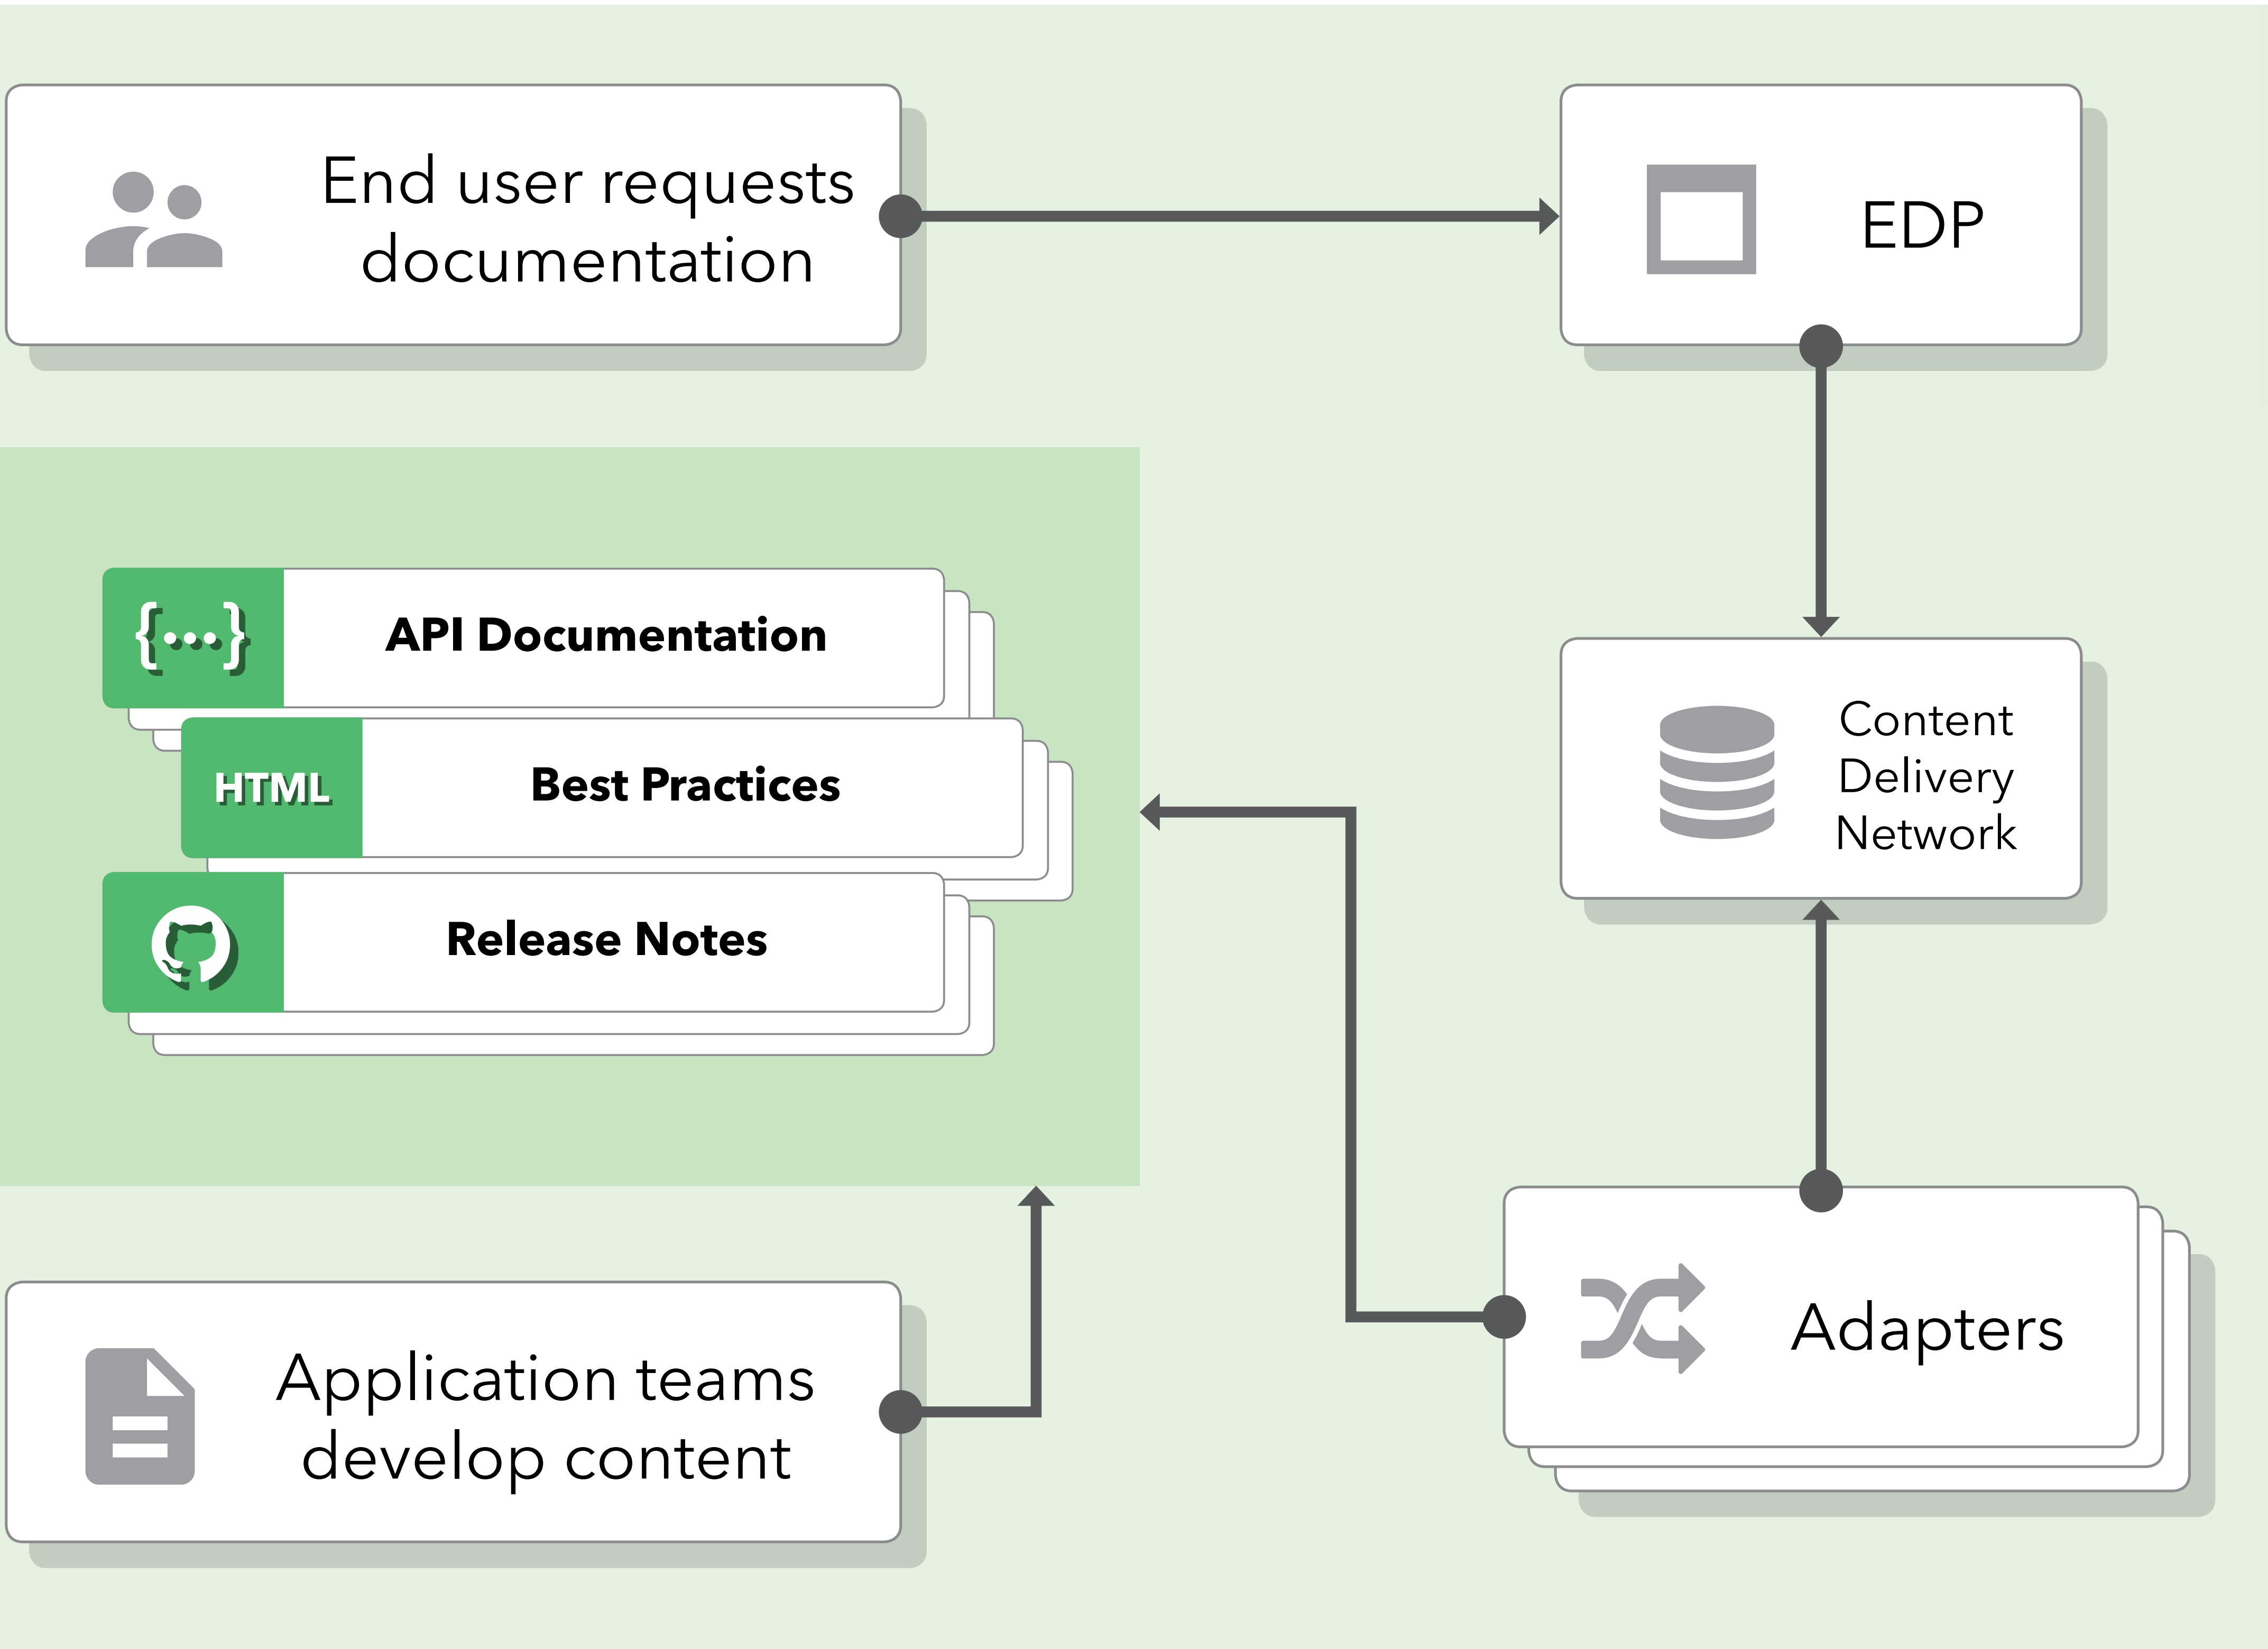 End user requests
documentation
EDP
{...}
API Documentation
HTML
Best Practices
Release Notes
Content
Delivery
Network
Application teams
develop content
Adapters